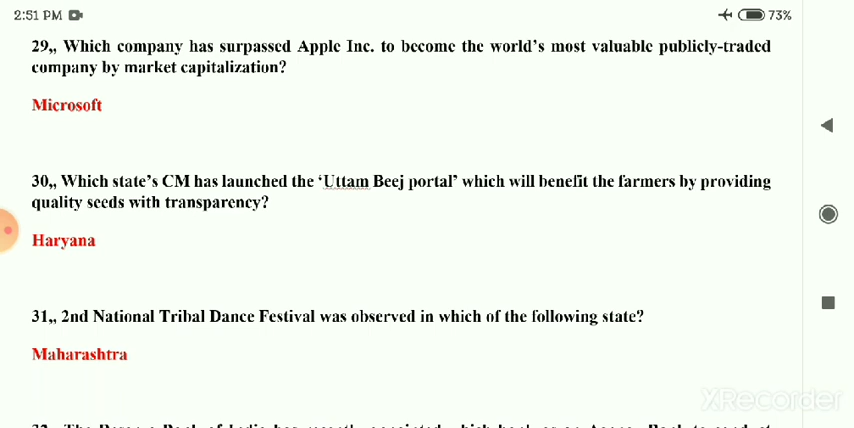 2:51 PM
73%
29,, Which company has surpassed Apple Inc. to become the world's most valuable publicly-traded
company by market capitalization?
Microsoft
30,, Which state's CM has launched the 'Uttam Beej portal' which will benefit the farmers by providing
quality seeds with transparency?
Haryana
31,, 2nd National Tribal Dance Festival was observed in which of the following state?
Maharashtra
XRecorder